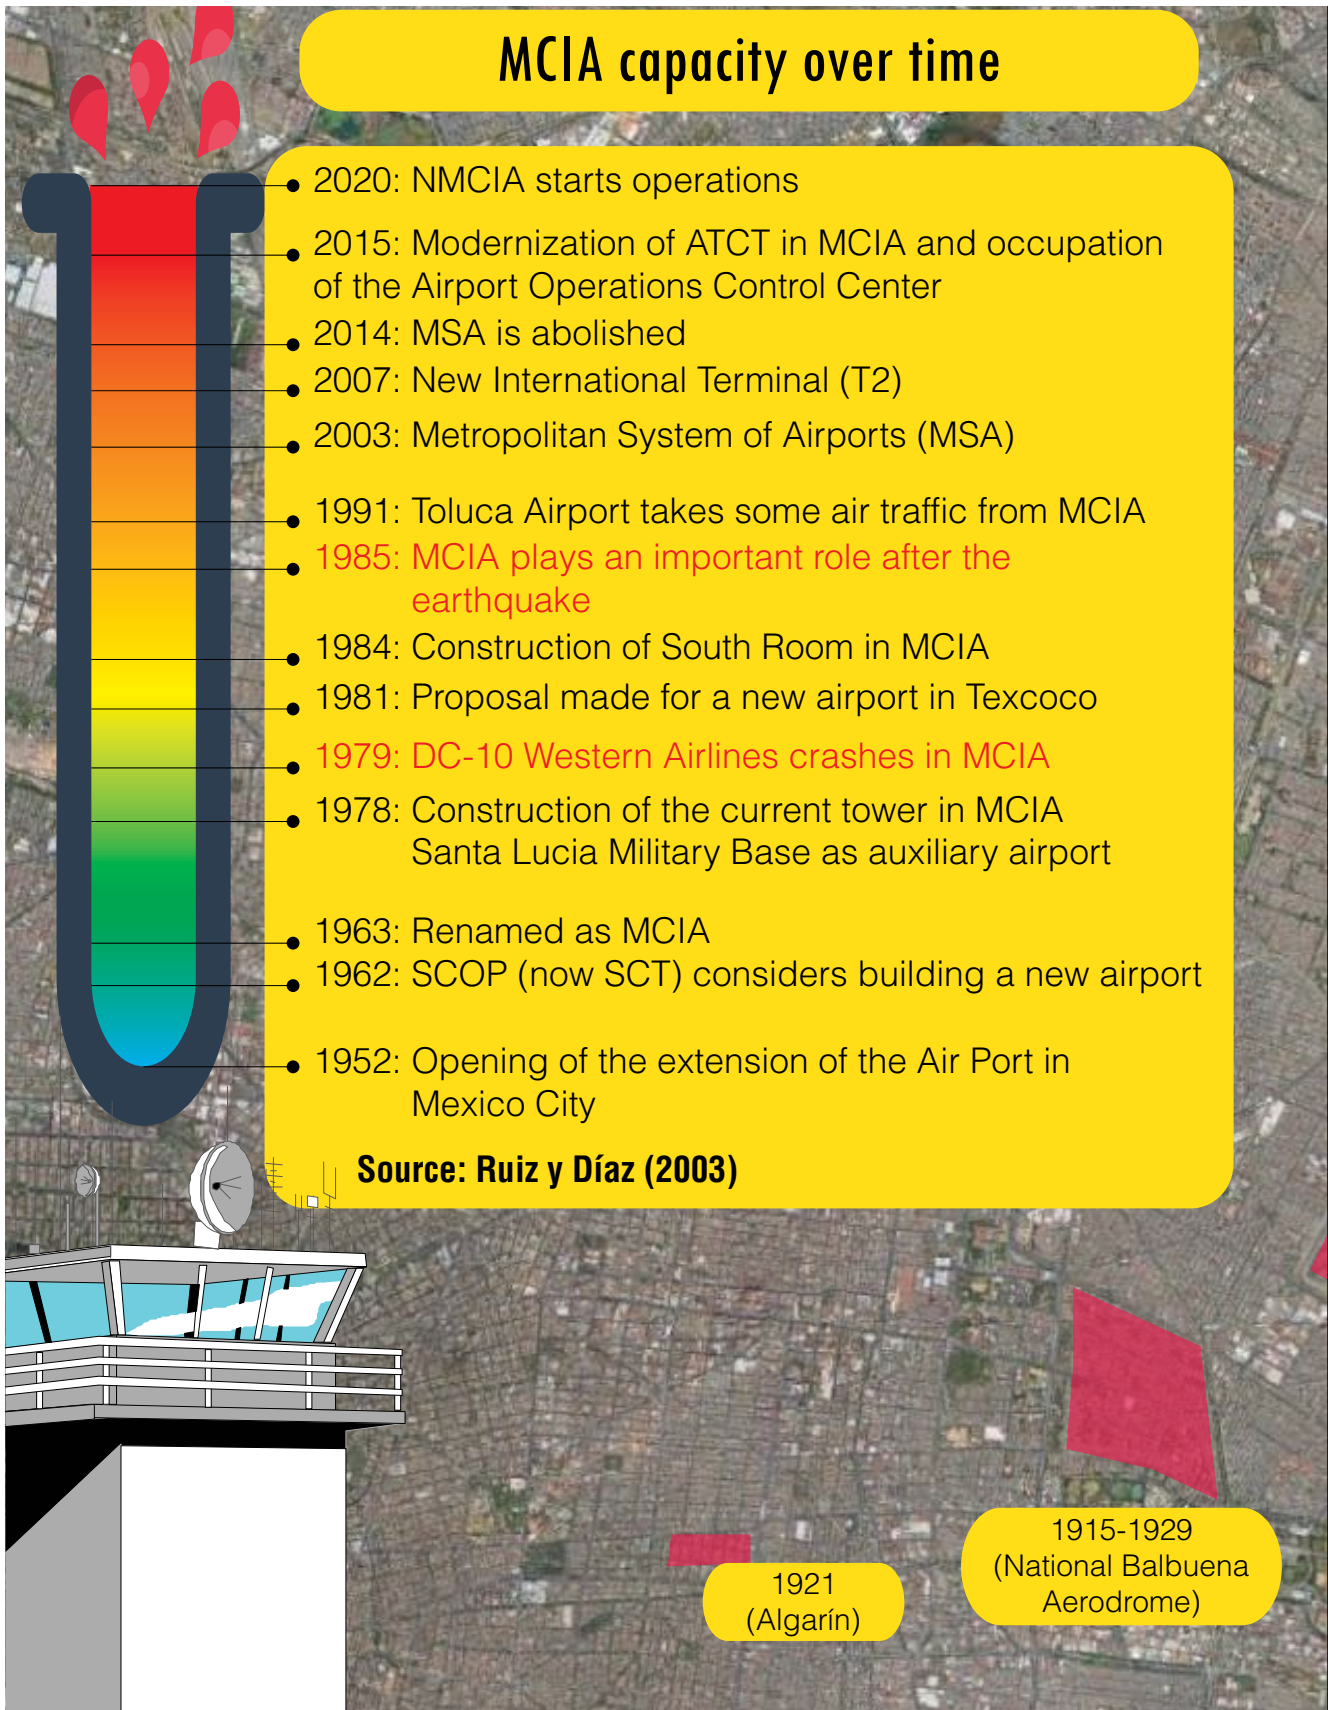 MCIA capacity over time
2020: NMCIA starts operations
2015: Modernization of ATCT in MCIA and occupation
of the Airport Operations Control Center
2014: MSA is abolished
2007: New International Terminal (T2)
2003: Metropolitan System of Airports (MSA)
1991: Toluca Airport takes some air traffic from MCIA
1985: MCIA plays an important role after the
earthquake
1984: Construction of South Room in MCIA
1981: Proposal made for a new airport in Texcoco
1979: DC-10 Western Airlines crashes in MCIA
1978: Construction of the current tower in MCIA
Santa Lucia Military Base as auxiliary airport
1963: Renamed as MCIA
1962: SCOP (now SCT) considers building a new airport
1952: Opening of the extension of the Air Port in
Mexico City
Source: Ruiz y Díaz (2003)
1915-1929
(National Balbuena
Aerodrome)
1921
(Algarín)